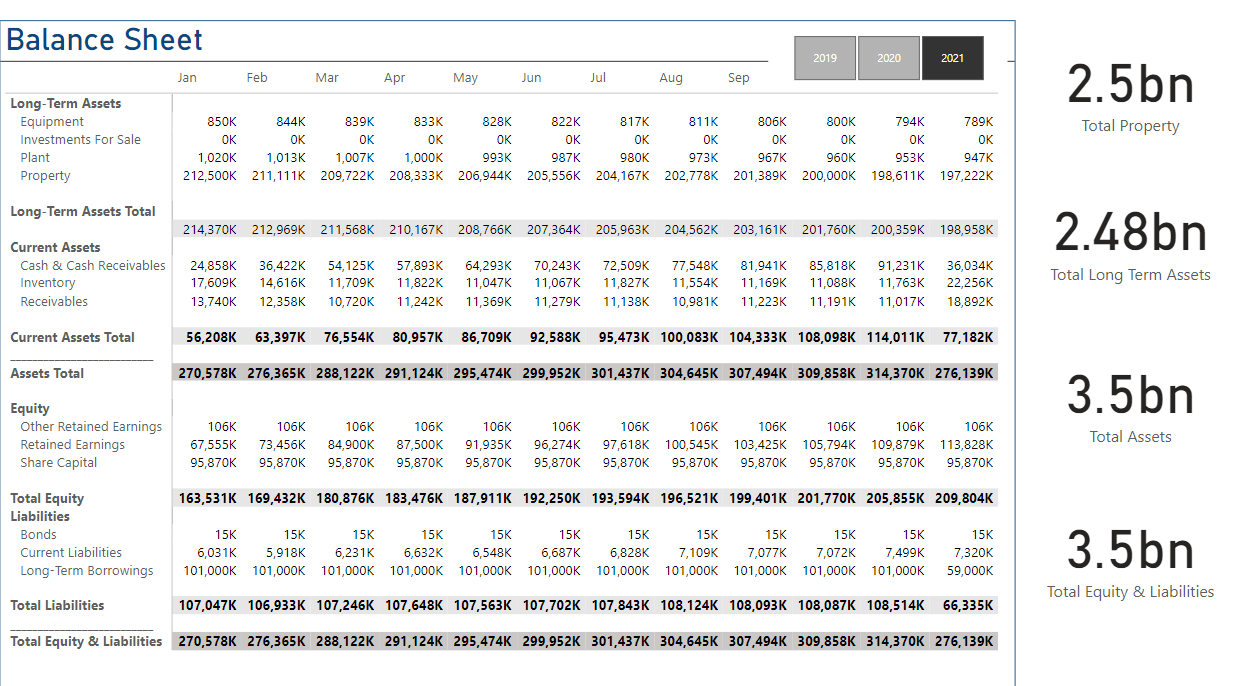 Balance Sheet
2019 2020 2021
Jan Feb Mar Apr May Jun Jul Aug Sep
Long-Term Assets
Equipment 850K 844K 839K 833K 828K 822K 817K 811K 806K 800K 794K 789K
Investments For Sale 0K 0K 0K 0K 0K 0K 0K 0K 0K 0K 0K 0K
Plant 1,020K 1,013K 1,007K 1,000K 993K 987K 980K 973K 967K 960K 953K 947K
Property 212,500K 211,111K 209,722K 208,333K 206,944K 205,556K 204,167K 202,778K 201,389K 200,000K 198,611K 197,222K
Long-Term Assets Total
214,370K 212,969K 211,568K 210,167K 208,766K 207,364K 205,963K 204,562K 203,161K 201,760K 200,359K 198,958K
Current Assets
Cash & Cash Receivables 24,858K 36,422K 54,125K 57,893K 64,293K 70,243K 72,509K 77,548K 81,941K 85,818K 91,231K 36,034K
Inventory 17,609K 14,616K 11,709K 11,822K 11,047K 11,067K 11,827K 11,554K 11,169K 11,088K 11,763K 22,256K
Receivables 13,740K 12,358K 10,720K 11,242K 11,369K 11,279K 11,138K 10,981K 11,223K 11,191K 11,017K 18,892K
Current Assets Total 56,208K 63,397K 76,554K 80,957K 86,709K 92,588K 95,473K 100,083K 104,333K 108,098K 114,011K 77,182K
Assets Total 270,578K 276,365K 288,122K 291,124K 295,474K 299,952K 301,437K 304,645K 307,494K 309,858K 314,370K 276,139K
Equity
Other Retained Earnings 106K 106K 106K 106K 106K 106K 106K 106K 106K 106K 106K 106K
Retained Earnings 67,555K 73,456K 84,900K 87,500K 91,935K 96,274K 97,618K 100,545K 103,425K 105,794K 109,879K 113,828K
Share Capital 95,870K 95,870K 95,870K 95,870K 95,870K 95,870K 95,870K 95,870K 95,870K 95,870K 95,870K 95,870K
Total Equity 163,531K 169,432K 180,876K 183,476K 187,911K 192,250K 193,594K 196,521K 199,401K 201,770K 205,855K 209,804K
Liabilities
Bonds 15K 15K 15K 15K 15K 15K 15K 15K 15K 15K 15K 15K
Current Liabilities 6,031K 5,918K 6,231K 6,632K 6,548K 6,687K 6,828K 7,109K 7,077K 7,072K 7,499K 7,320K
Long-Term Borrowings 101,000K 101,000K 101,000K 101,000K 101,000K 101,000K 101,000K 101,000K 101,000K 101,000K 101,000K 59,000K
Total Liabilities 107,047K 106,933K 107,246K 107,648K 107,563K 107,702K 107,843K 108,124K 108,093K 108,087K 108,514K 66,335K
Total Equity & Liabilities 270,578K 276,365K 288,122K 291,124K 295,474K 299,952K 301,437K 304,645K 307,494K 309,858K 314,370K 276,139K
2.5bn
Total Property
2.48bn
Total Long Term Assets
3.5bn
Total Assets
3.5bn
Total Equity & Liabilities